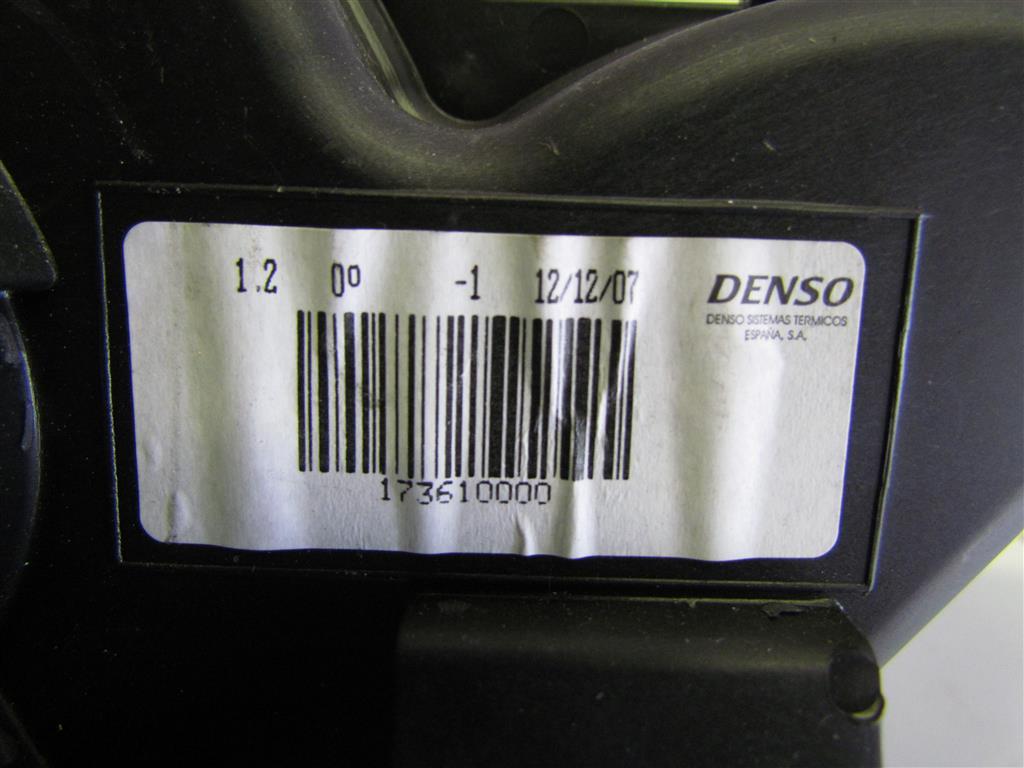 1.2 0º -1 12/12/07
DENSO
DENSO SISTEMAS TERMICOS
ESPAÑA, S.A.
173610000